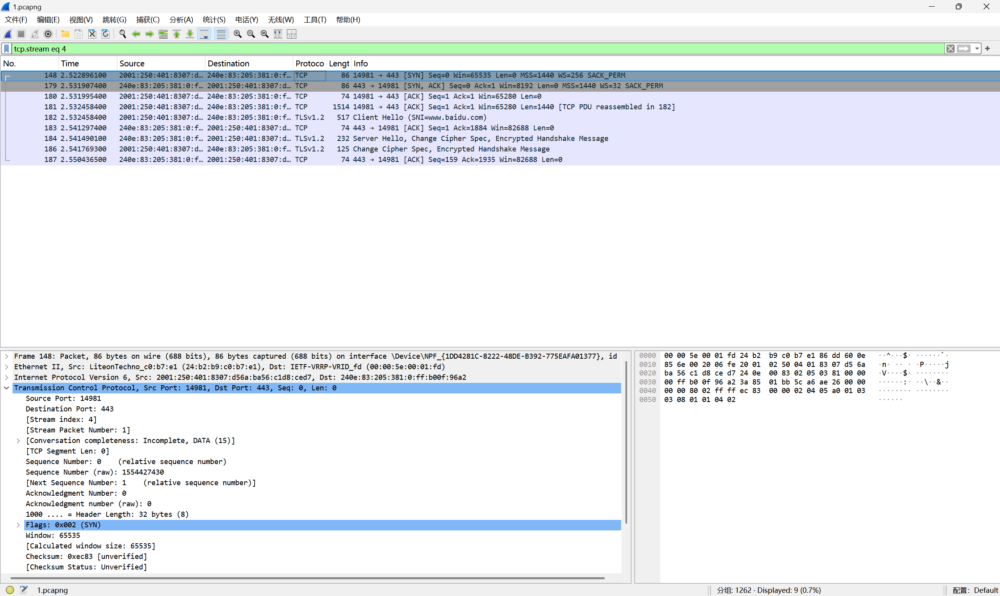 1.pcapng
文件(F) 编辑(E) 视图(V) 跳转(G) 捕获(C) 分析(A) 统计(S) 电话(Y) 无线(W) 工具(T) 帮助(H)
tcp.stream eq 4
No. Time Source Destination Protoco Lengt Info
148 2.522896100 2001:250:401:8307:d… 240e:83:205:381:0:f… TCP 86 14981 → 443 [SYN] Seq=0 Win=65535 Len=0 MSS=1440 WS=256 SACK_PERM
179 2.531907400 240e:83:205:381:0:f… 2001:250:401:8307:d… TCP 86 443 → 14981 [SYN, ACK] Seq=0 Ack=1 Win=8192 Len=0 MSS=1440 WS=32 SACK_PERM
180 2.531995400 2001:250:401:8307:d… 240e:83:205:381:0:f… TCP 74 14981 → 443 [ACK] Seq=1 Ack=1 Win=65280 Len=0
181 2.532458400 2001:250:401:8307:d… 240e:83:205:381:0:f… TCP 1514 14981 → 443 [ACK] Seq=1 Ack=1 Win=65280 Len=1440 [TCP PDU reassembled in 182]
182 2.532458400 2001:250:401:8307:d… 240e:83:205:381:0:f… TLSv1.2 517 Client Hello (SNI=www.baidu.com)
183 2.541297400 240e:83:205:381:0:f… 2001:250:401:8307:d… TCP 74 443 → 14981 [ACK] Seq=1 Ack=1884 Win=82688 Len=0
184 2.541490100 240e:83:205:381:0:f… 2001:250:401:8307:d… TLSv1.2 232 Server Hello, Change Cipher Spec, Encrypted Handshake Message
186 2.541769300 2001:250:401:8307:d… 240e:83:205:381:0:f… TLSv1.2 125 Change Cipher Spec, Encrypted Handshake Message
187 2.550436500 240e:83:205:381:0:f… 2001:250:401:8307:d… TCP 74 443 → 14981 [ACK] Seq=159 Ack=1935 Win=82688 Len=0
Frame 148: Packet, 86 bytes on wire (688 bits), 86 bytes captured (688 bits) on interface \Device\NPF_{1DD4281C-8222-48DE-B392-775EAFA01377}, id
Ethernet II, Src: LiteonTechno_c0:b7:e1 (24:b2:b9:c0:b7:e1), Dst: IETF-VRRP-VRID_fd (00:00:5e:00:01:fd)
Internet Protocol Version 6, Src: 2001:250:401:8307:d56a:ba56:c1d8:ced7, Dst: 240e:83:205:381:0:ff:b00f:96a2
Transmission Control Protocol, Src Port: 14981, Dst Port: 443, Seq: 0, Len: 0
Source Port: 14981
Destination Port: 443
[Stream index: 4]
[Stream Packet Number: 1]
[Conversation completeness: Incomplete, DATA (15)]
[TCP Segment Len: 0]
Sequence Number: 0    (relative sequence number)
Sequence Number (raw): 1554427430
[Next Sequence Number: 1    (relative sequence number)]
Acknowledgment Number: 0
Acknowledgment number (raw): 0
1000 .... = Header Length: 32 bytes (8)
Flags: 0x002 (SYN)
Window: 65535
[Calculated window size: 65535]
Checksum: 0xec83 [unverified]
[Checksum Status: Unverified]
0000 00 00 5e 00 01 fd 24 b2 b9 c0 b7 e1 86 dd 60 0e ··^···$· ······`·
0010 85 6e 00 20 06 fe 20 01 02 50 04 01 83 07 d5 6a ·n· ·· · ·P·····j
0020 ba 56 c1 d8 ce d7 24 0e 00 83 02 05 03 81 00 00 ·V····$· ········
0030 00 ff b0 0f 96 a2 3a 85 01 bb 5c a6 ae 26 00 00 ······:· ··\··&··
0040 00 00 80 02 ff ff ec 83 00 00 02 04 05 a0 01 03 ········ ········
0050 03 08 01 01 04 02 ······
1.pcapng 分组: 1262 · Displayed: 9 (0.7%) 配置: Default